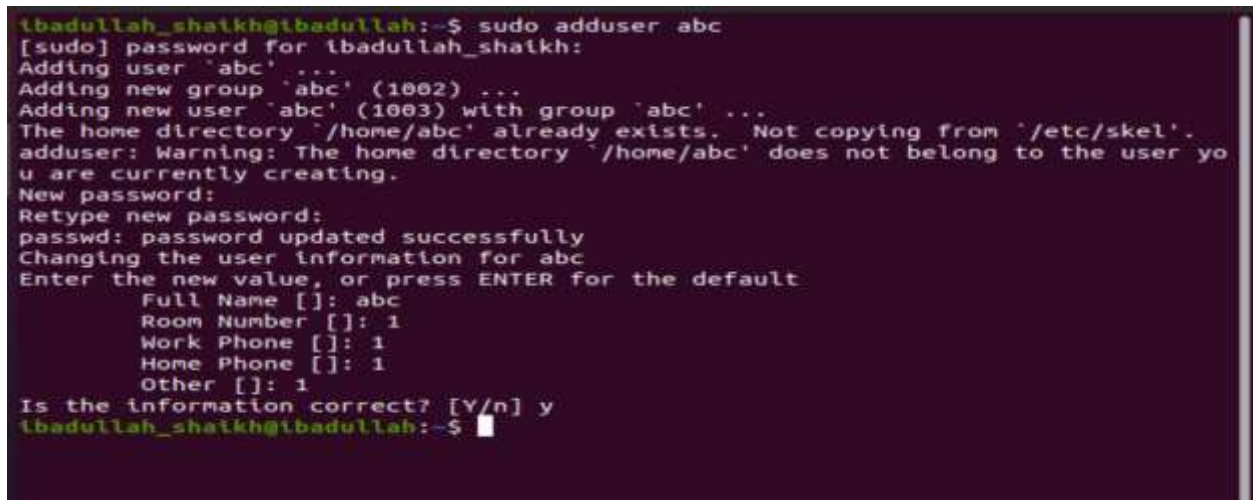 ibadullah_shaikh@ibadullah:~$ sudo adduser abc
[sudo] password for ibadullah_shaikh:
Adding user `abc' ...
Adding new group `abc' (1002) ...
Adding new user `abc' (1003) with group `abc' ...
The home directory `/home/abc' already exists.  Not copying from `/etc/skel'.
adduser: Warning: The home directory `/home/abc' does not belong to the user yo
u are currently creating.
New password:
Retype new password:
passwd: password updated successfully
Changing the user information for abc
Enter the new value, or press ENTER for the default
        Full Name []: abc
        Room Number []: 1
        Work Phone []: 1
        Home Phone []: 1
        Other []: 1
Is the information correct? [Y/n] y
ibadullah_shaikh@ibadullah:~$